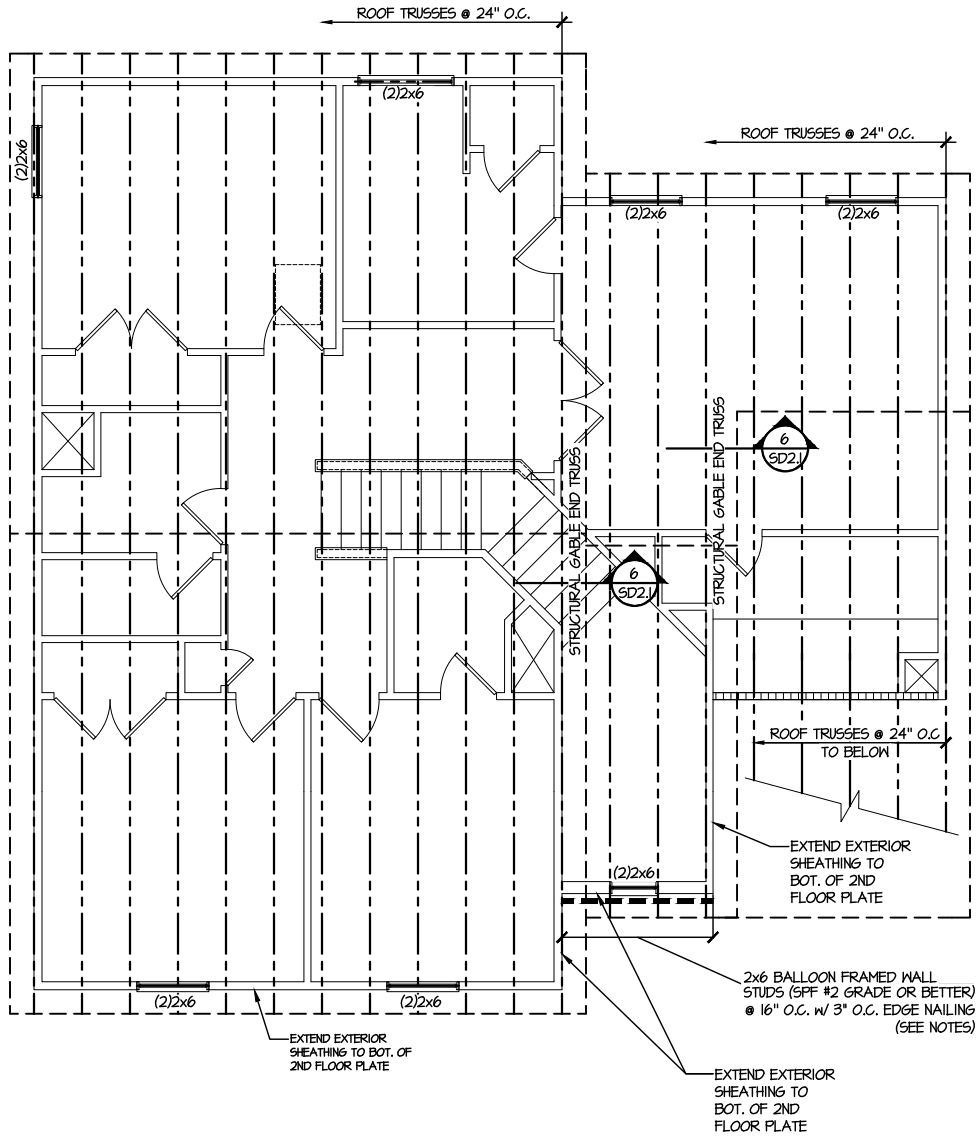 ROOF TRUSSES @ 24" O.C.
(2)2x6
(2)2x6
ROOF TRUSSES @ 24" O.C.
(2)2x6
(2)2x6
STRUCTURAL GABLE END TRUSS
6
SD2.1
STRUCTURAL GABLE END TRUSS
6
SD2.1
ROOF TRUSSES @ 24" O.C
TO BELOW
EXTEND EXTERIOR
SHEATHING TO
BOT. OF 2ND
FLOOR PLATE
(2)2x6
2x6 BALLOON FRAMED WALL
STUDS (SPF #2 GRADE OR BETTER)
@ 16" O.C. W/ 3" O.C. EDGE NAILING
(SEE NOTES)
(2)2x6
(2)2x6
EXTEND EXTERIOR
SHEATHING TO BOT. OF
2ND FLOOR PLATE
EXTEND EXTERIOR
SHEATHING TO
BOT. OF 2ND
FLOOR PLATE